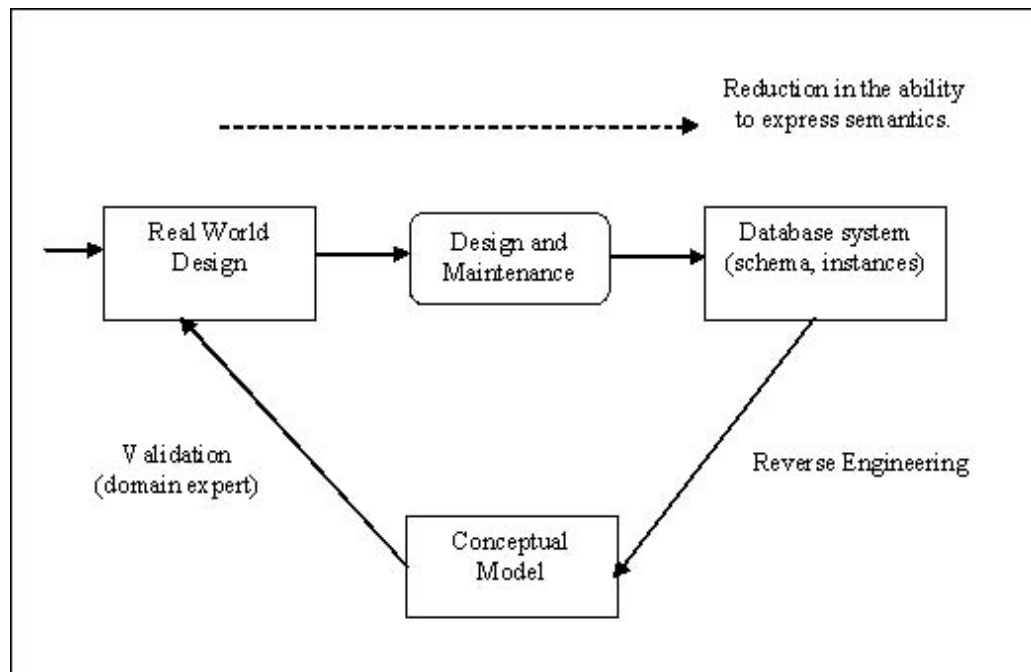 Reduction in the ability
to express semantics.
Real World
Design
Design and
Maintenance
Database system
(schema, instances)
Validation
(domain expert)
Reverse Engineering
Conceptual
Model